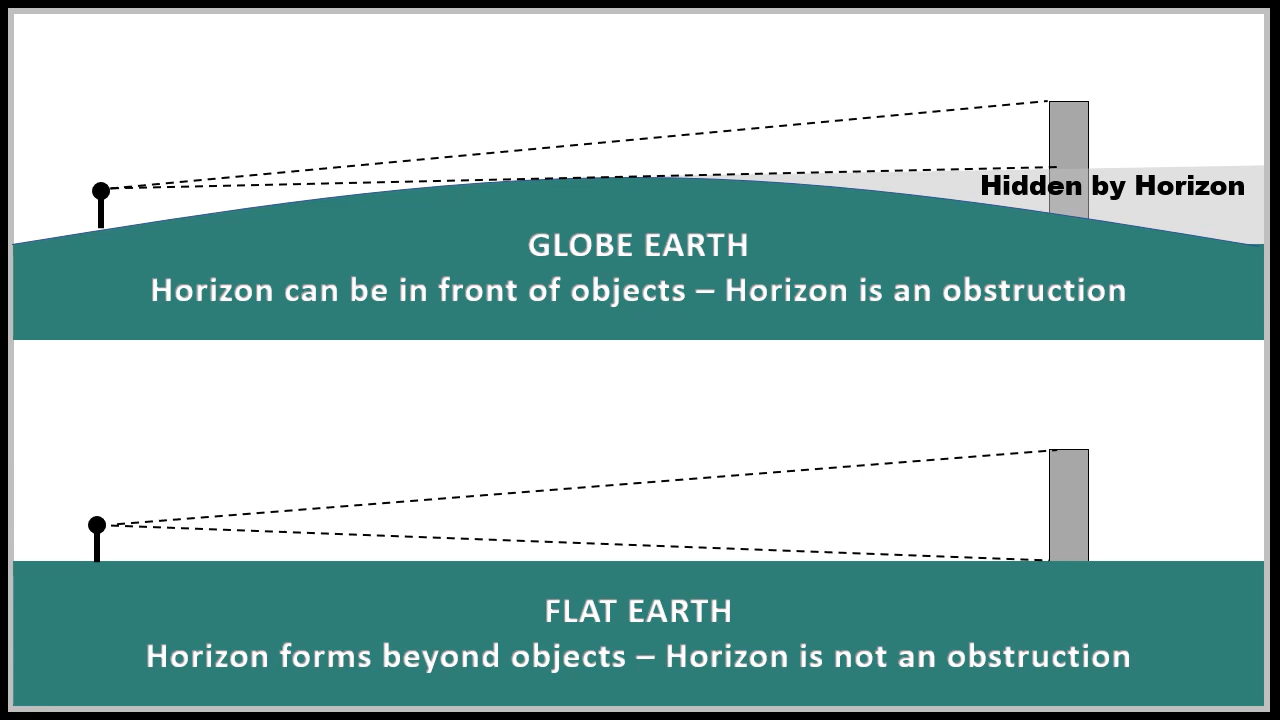 Hidden by Horizon
GLOBE EARTH
Horizon can be in front of objects – Horizon is an obstruction
FLAT EARTH
Horizon forms beyond objects – Horizon is not an obstruction